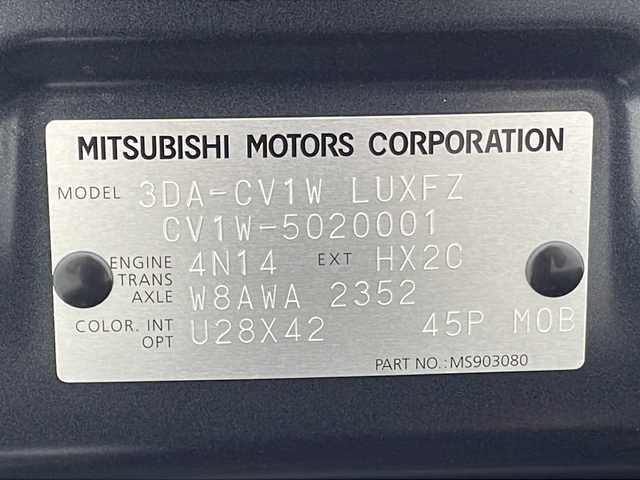 MITSUBISHI MOTORS CORPORATION
MODEL 3DA-CV1W LUXFZ
CV1W-5020001
ENGINE 4N14 EXT HX2C
TRANS
AXLE W8AWA 2352
COLOR. INT U28X42 45P M0B
OPT
PART NO.:MS903080